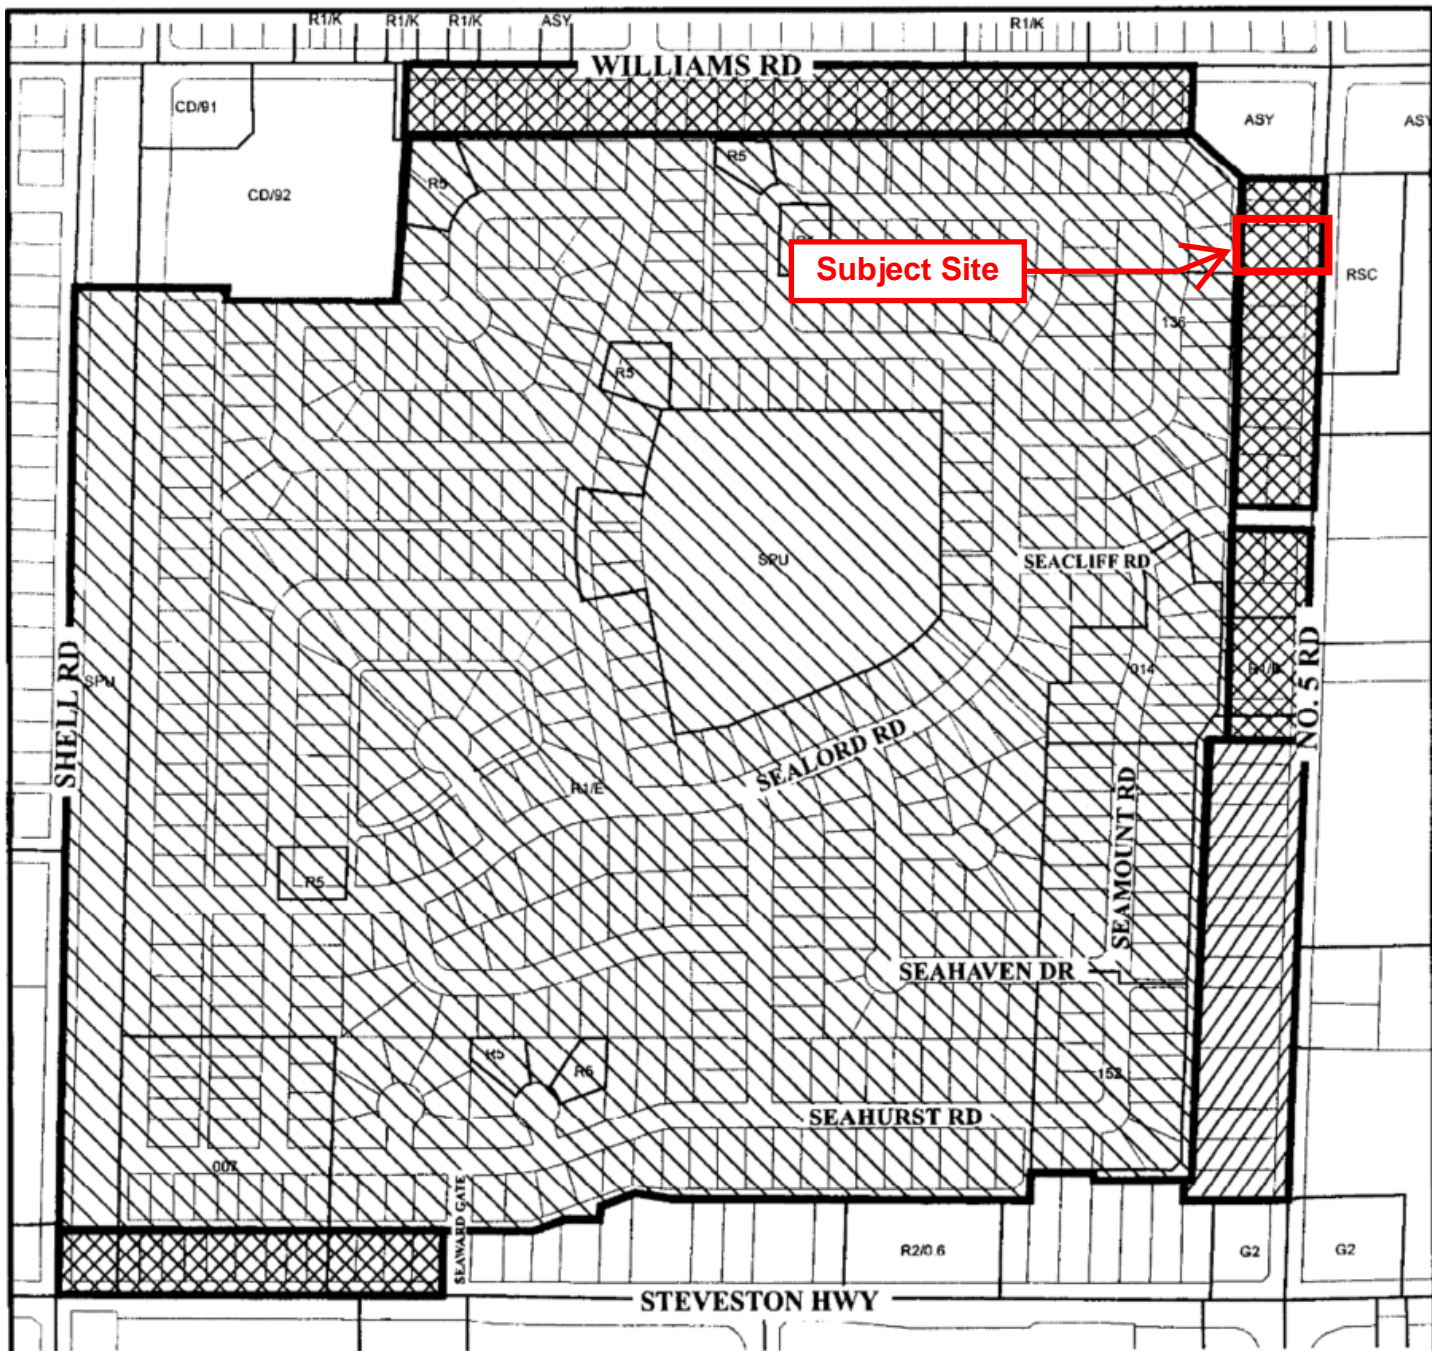 R1/K
R1/K
R1/K
ASY
R1/K
WILLIAMS RD
CD/91
ASY
ASY
R5
R5
CD/92
Subject Site
RSC
136
R5
SPU
SEACLIFF RD
SHELL RD
SPU
014
NO. 5 RD
SEALORD RD
R1/E
SEAMOUNT RD
R5
SEAHAVEN DR
R5
R5
152
SEAHURST RD
007
SEAWARD GATE
R2/0.6
G2
G2
STEVESTON HWY